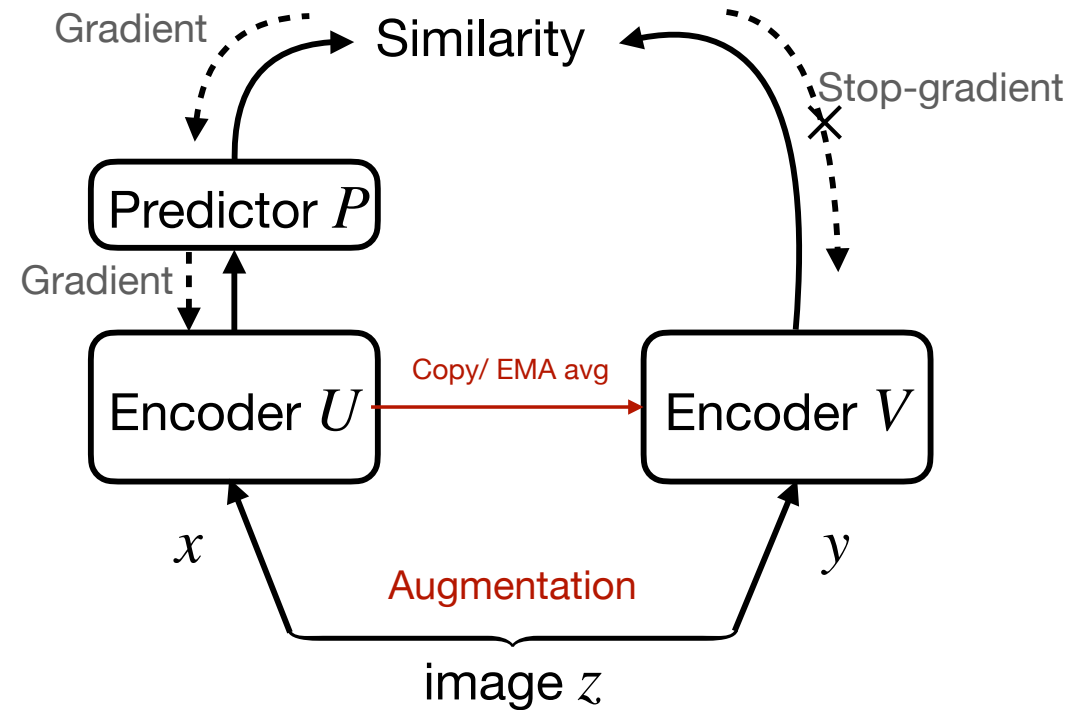 Gradient
Similarity
Stop-gradient
Predictor P
Gradient
Copy/ EMA avg
Encoder U
Encoder V
x
y
Augmentation
image z